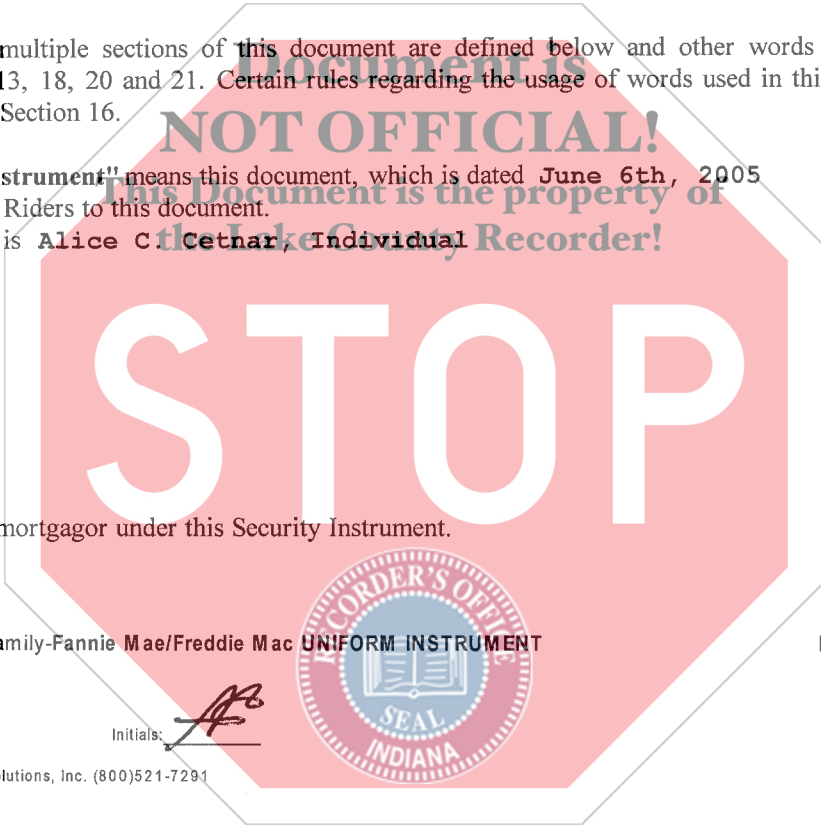 multiple sections of this document are defined below and other words
13, 18, 20 and 21. Certain rules regarding the usage of words used in thi
Section 16.
Document is
NOT OFFICIAL!
This Document is the property of
the Lake County Recorder!
strument" means this document, which is dated June 6th, 2005
Riders to this document.
is Alice C. Cetnar, Individual
STOP
mortgagor under this Security Instrument.
RECORDER'S OFFICE
SEAL
INDIANA
amily-Fannie Mae/Freddie Mac UNIFORM INSTRUMENT
Initials:
lutions, Inc. (800)521-7291